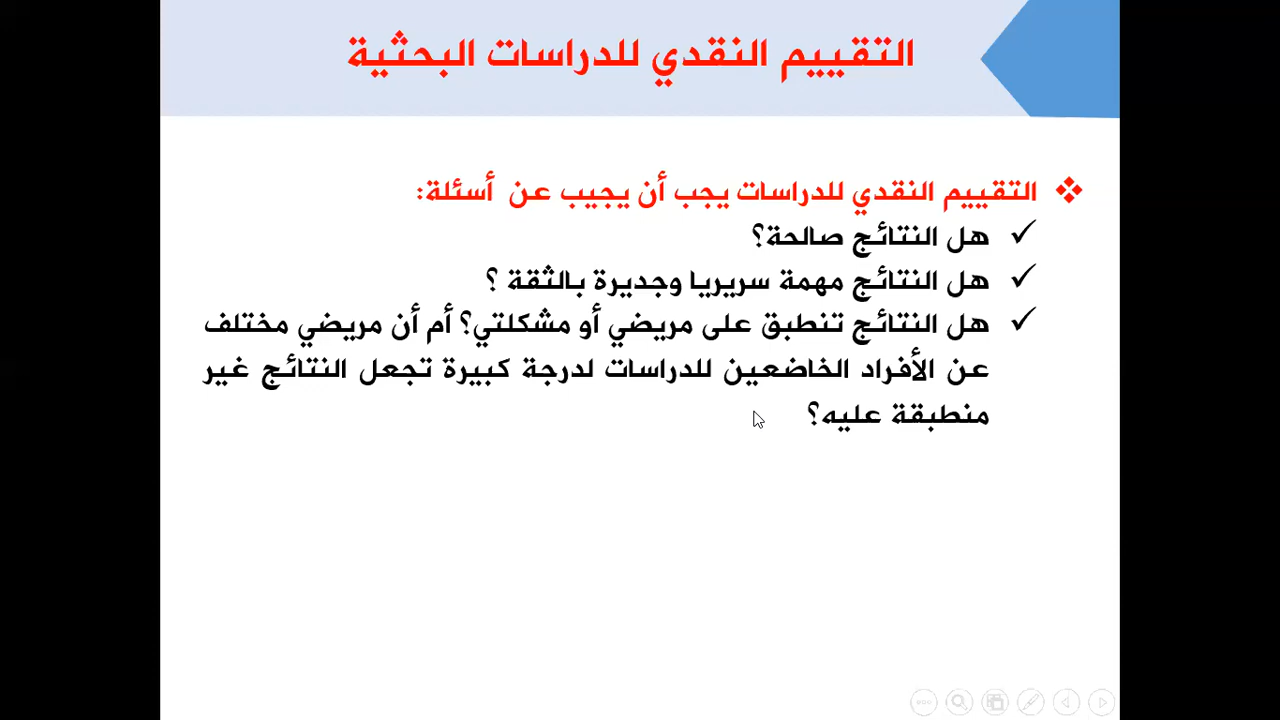 التقييم النقدي للدراسات البحثية
التقييم النقدي للدراسات يجب أن يجيب عن أسئلة:
هل النتائج صالحة؟
هل النتائج مهمة سريريا وجديرة بالثقة ؟
هل النتائج تنطبق على مريضي أو مشكلتي؟ أم أن مريضي مختلف
عن الأفراد الخاضعين للدراسات لدرجة كبيرة تجعل النتائج غير
منطبقة عليه؟